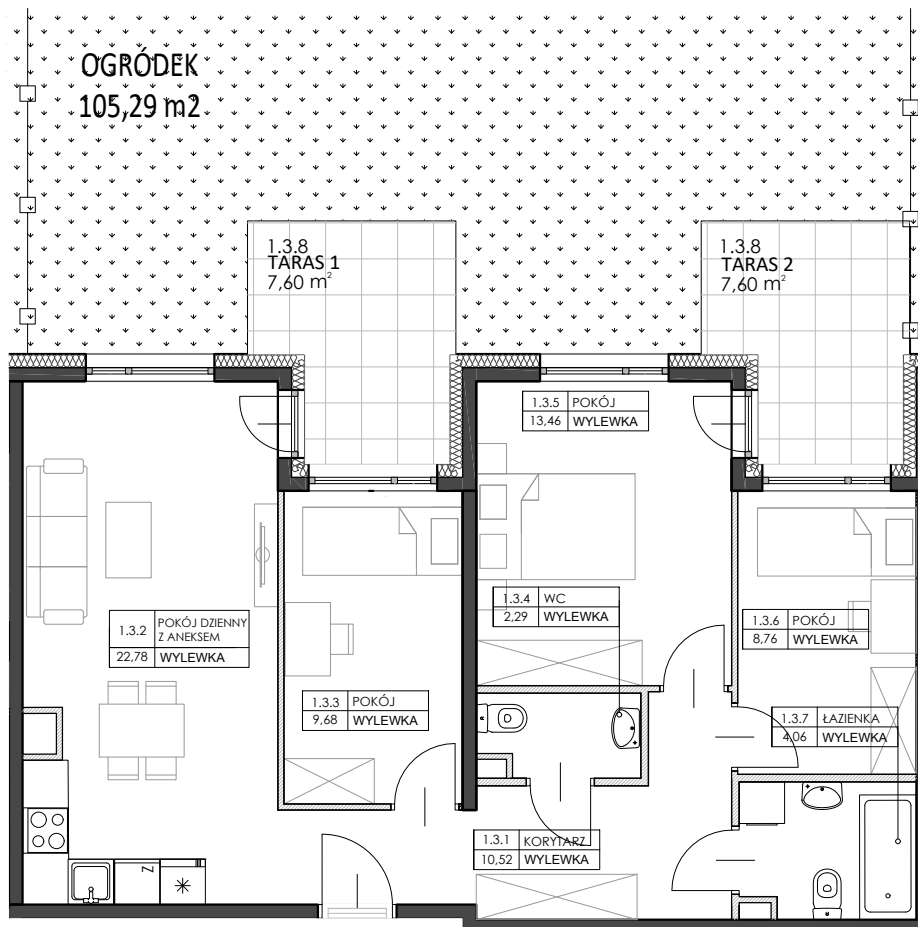 OGRÓDEK
105,29 m2
1.3.8
TARAS 1
7,60 m²
1.3.8
TARAS 2
7,60 m²
1.3.5 POKÓJ
13,46 WYLEWKA
1.3.4 WC
2,29 WYLEWKA
1.3.2 POKÓJ DZIENNY
Z ANEKSEM
22,78 WYLEWKA
1.3.6 POKÓJ
8,76 WYLEWKA
1.3.3 POKÓJ
9,68 WYLEWKA
1.3.7 ŁAZIENKA
4,06 WYLEWKA
1.3.1 KORYTARZ
10,52 WYLEWKA
Z